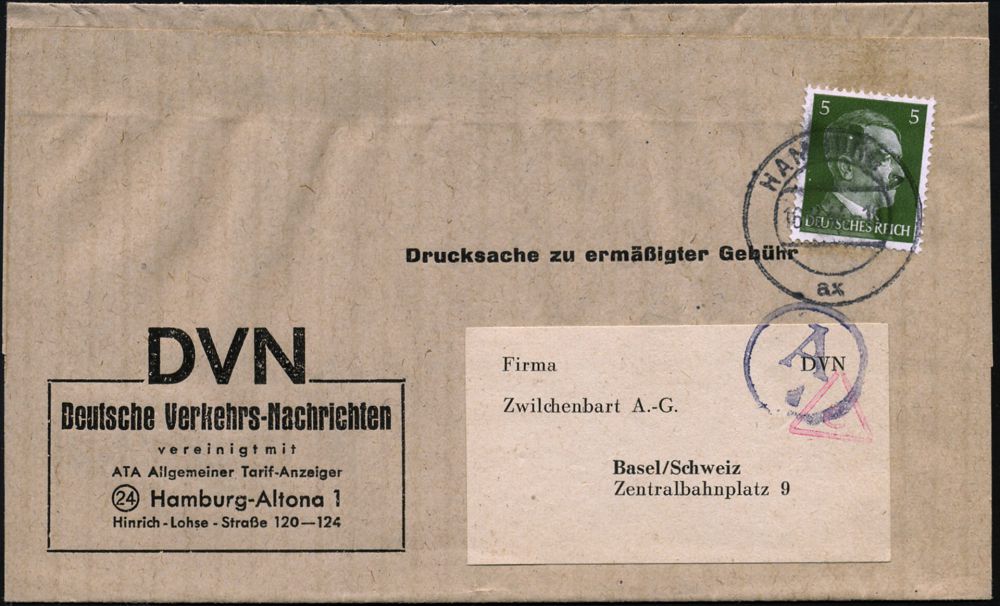 5 5
DEUTSCHES REICH
HAMBURG
ax
Drucksache zu ermäßigter Gebühr
DVN
Deutsche Verkehrs-Nachrichten
vereinigt mit
ATA Allgemeiner Tarif-Anzeiger
24 Hamburg-Altona 1
Hinrich-Lohse-Straße 120—124
Firma DVN
Zwilchenbart A.-G.
Basel/Schweiz
Zentralbahnplatz 9
A